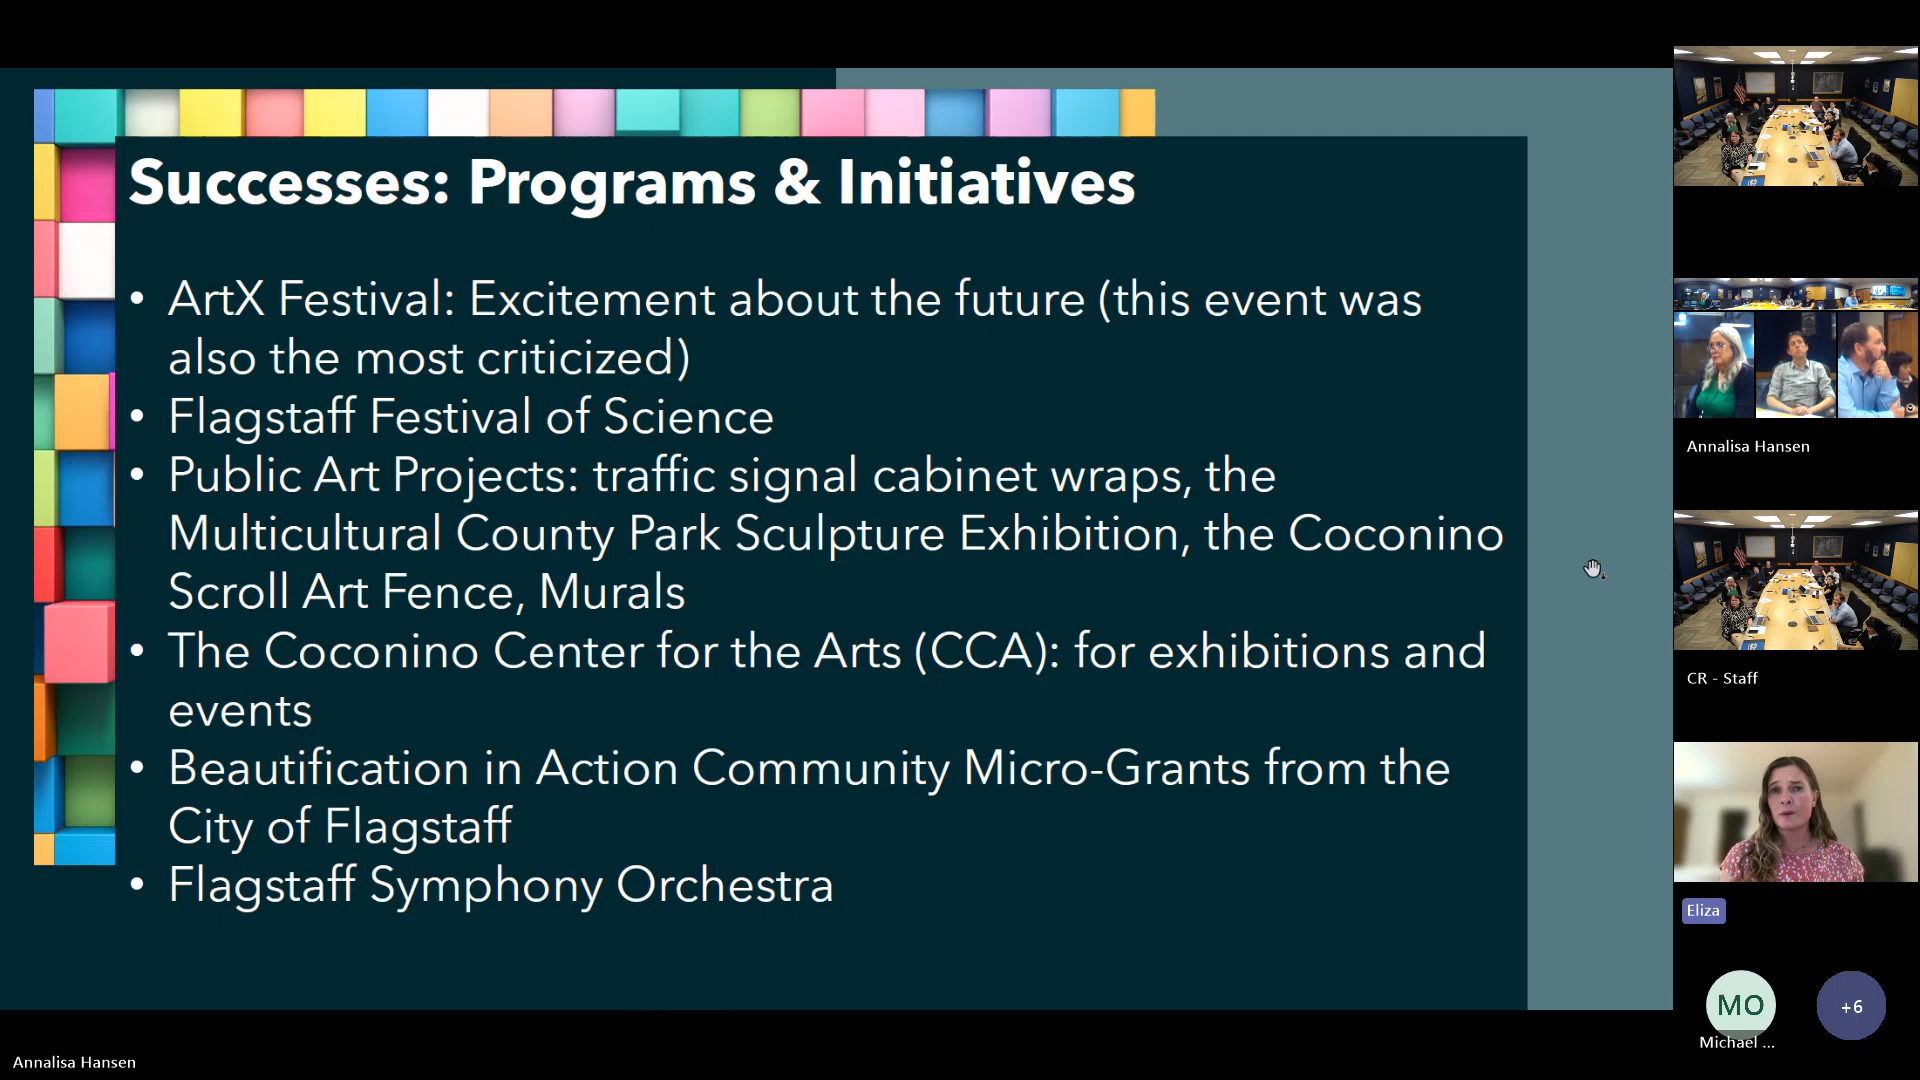 Successes: Programs & Initiatives
• ArtX Festival: Excitement about the future (this event was
also the most criticized)
• Flagstaff Festival of Science
• Public Art Projects: traffic signal cabinet wraps, the
Multicultural County Park Sculpture Exhibition, the Coconino
Scroll Art Fence, Murals
• The Coconino Center for the Arts (CCA): for exhibitions and
events
• Beautification in Action Community Micro-Grants from the
City of Flagstaff
• Flagstaff Symphony Orchestra
Annalisa Hansen
CR - Staff
Eliza
MO
+6
Michael ...
Annalisa Hansen